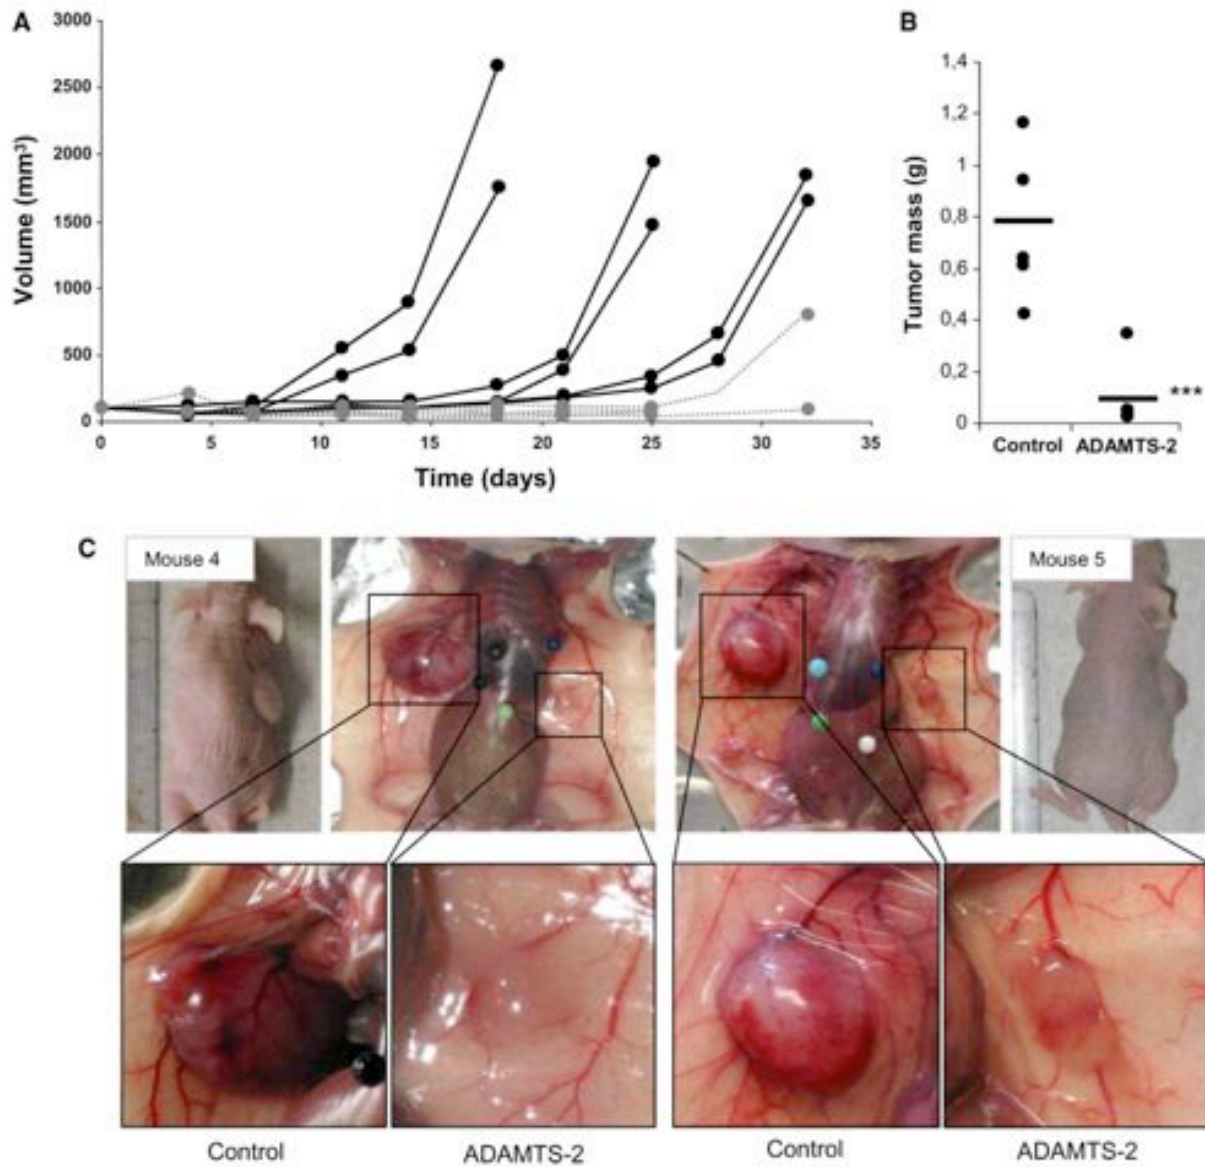 A
3000
2500
2000
1500
1000
500
0
Volume (mm³)
0 5 10 15 20 25 30 35
Time (days)
B
1,4
1,2
1
0,8
0,6
0,4
0,2
0
Tumor mass (g)
***
Control ADAMTS-2
C
Mouse 4
Mouse 5
Control ADAMTS-2 Control ADAMTS-2